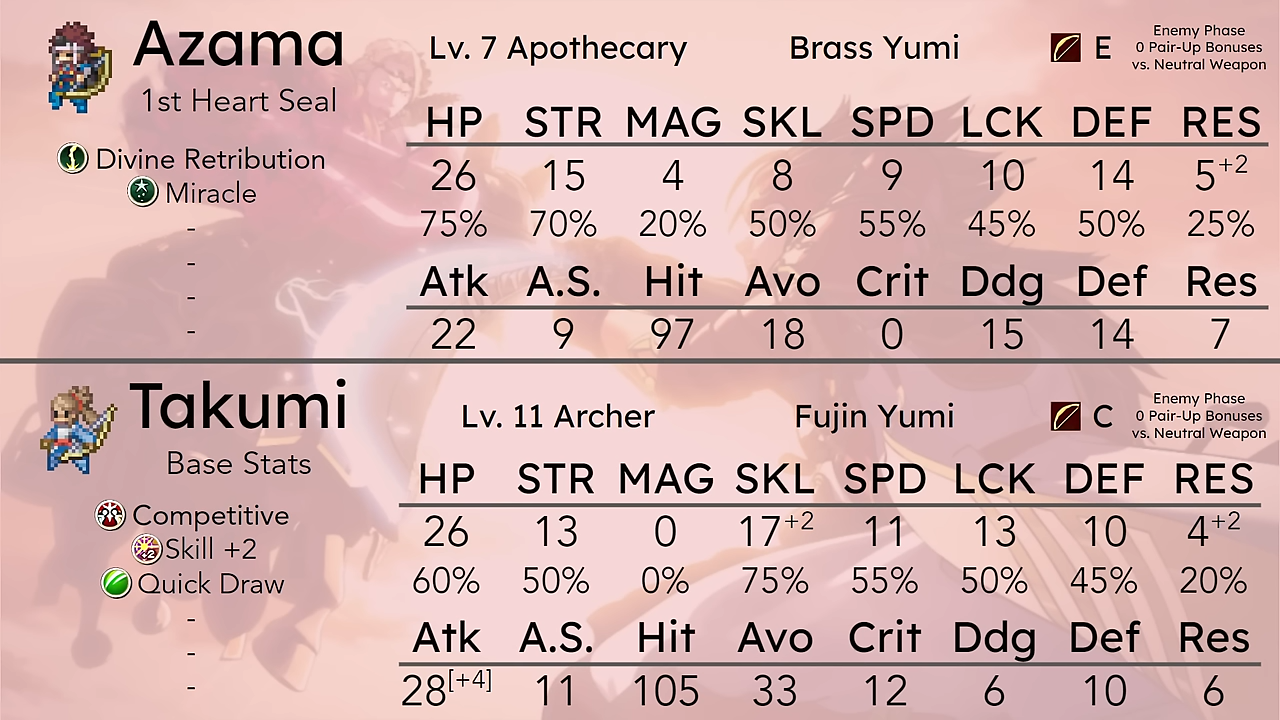 Azama
1st Heart Seal
Divine Retribution
Miracle
-
-
-
-
Lv. 7 Apothecary Brass Yumi E
Enemy Phase
0 Pair-Up Bonuses
vs. Neutral Weapon
HP STR MAG SKL SPD LCK DEF RES
26 15 4 8 9 10 14 5+2
75% 70% 20% 50% 55% 45% 50% 25%
Atk A.S. Hit Avo Crit Ddg Def Res
22 9 97 18 0 15 14 7
Takumi
Base Stats
Competitive
Skill +2
Quick Draw
-
-
-
Lv. 11 Archer Fujin Yumi C
Enemy Phase
0 Pair-Up Bonuses
vs. Neutral Weapon
HP STR MAG SKL SPD LCK DEF RES
26 13 0 17+2 11 13 10 4+2
60% 50% 0% 75% 55% 50% 45% 20%
Atk A.S. Hit Avo Crit Ddg Def Res
28[+4] 11 105 33 12 6 10 6